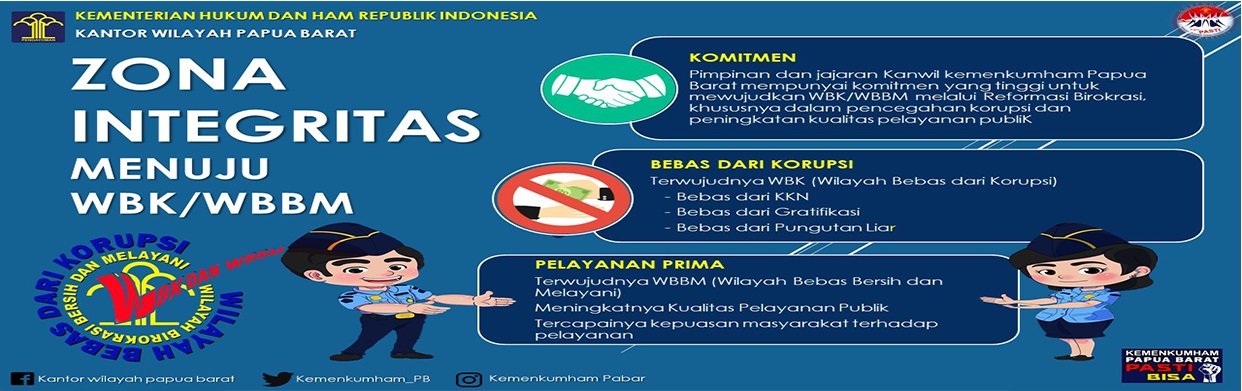 KEMENTERIAN HUKUM DAN HAM REPUBLIK INDONESIA
KANTOR WILAYAH PAPUA BARAT
ZONA
INTEGRITAS
MENUJU
WBK/WBBM
PENGAYOMAN
PASTI
KOMITMEN
Pimpinan dan jajaran Kanwil kemenkumham Papua
Barat mempunyai komitmen yang tinggi untuk
mewujudkan WBK/WBBM melalui Reformasi Birokrasi,
khususnya dalam pencegahan korupsi dan
peningkatan kualitas pelayanan publiK
BEBAS DARI KORUPSI
Terwujudnya WBK (Wilayah Bebas dari Korupsi)
- Bebas dari KKN
- Bebas dari Gratifikasi
- Bebas dari Pungutan Liar
PELAYANAN PRIMA
Terwujudnya WBBM (Wilayah Bebas Bersih dan
Melayani)
Meningkatnya Kualitas Pelayanan Publik
Tercapainya kepuasan masyarakat terhadap
pelayanan
WILAYAH BEBAS DARI KORUPSI
WILAYAH BIROKRASI BERSIH DAN MELAYANI
WBK DAN WBBM
Kantor wilayah papua barat
Kemenkumham_PB
Kemenkumham Pabar
KEMENKUMHAM
PAPUA BARAT
PASTI
BISA